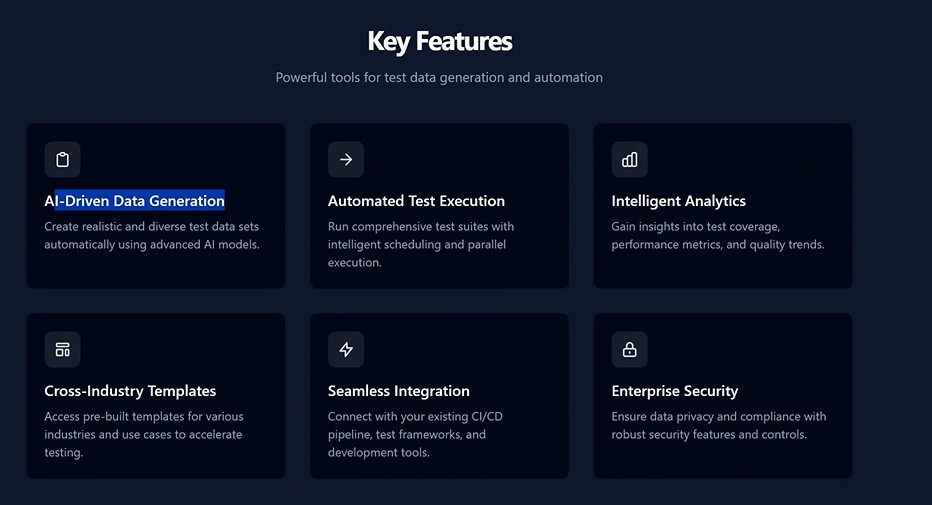 Key Features
Powerful tools for test data generation and automation
AI-Driven Data Generation
Create realistic and diverse test data sets
automatically using advanced AI models.
Automated Test Execution
Run comprehensive test suites with
intelligent scheduling and parallel
execution.
Intelligent Analytics
Gain insights into test coverage,
performance metrics, and quality trends.
Cross-Industry Templates
Access pre-built templates for various
industries and use cases to accelerate
testing.
Seamless Integration
Connect with your existing CI/CD
pipeline, test frameworks, and
development tools.
Enterprise Security
Ensure data privacy and compliance with
robust security features and controls.